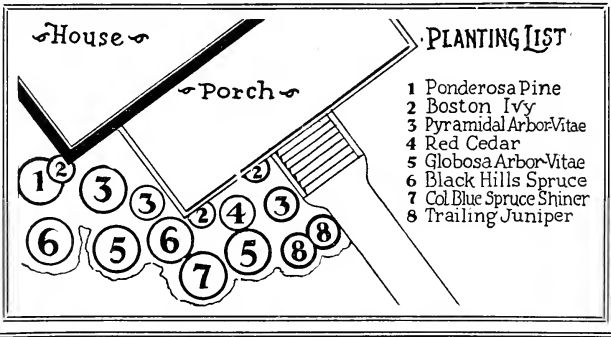 House
Porch
PLANTING LIST
1 Ponderosa Pine
2 Boston Ivy
3 Pyramidal Arbor-Vitae
4 Red Cedar
5 Globosa Arbor-Vitae
6 Black Hills Spruce
7 Col. Blue Spruce Shiner
8 Trailing Juniper
1 2 3 3 2 4 2 3
6 5 6 7 5 8 8